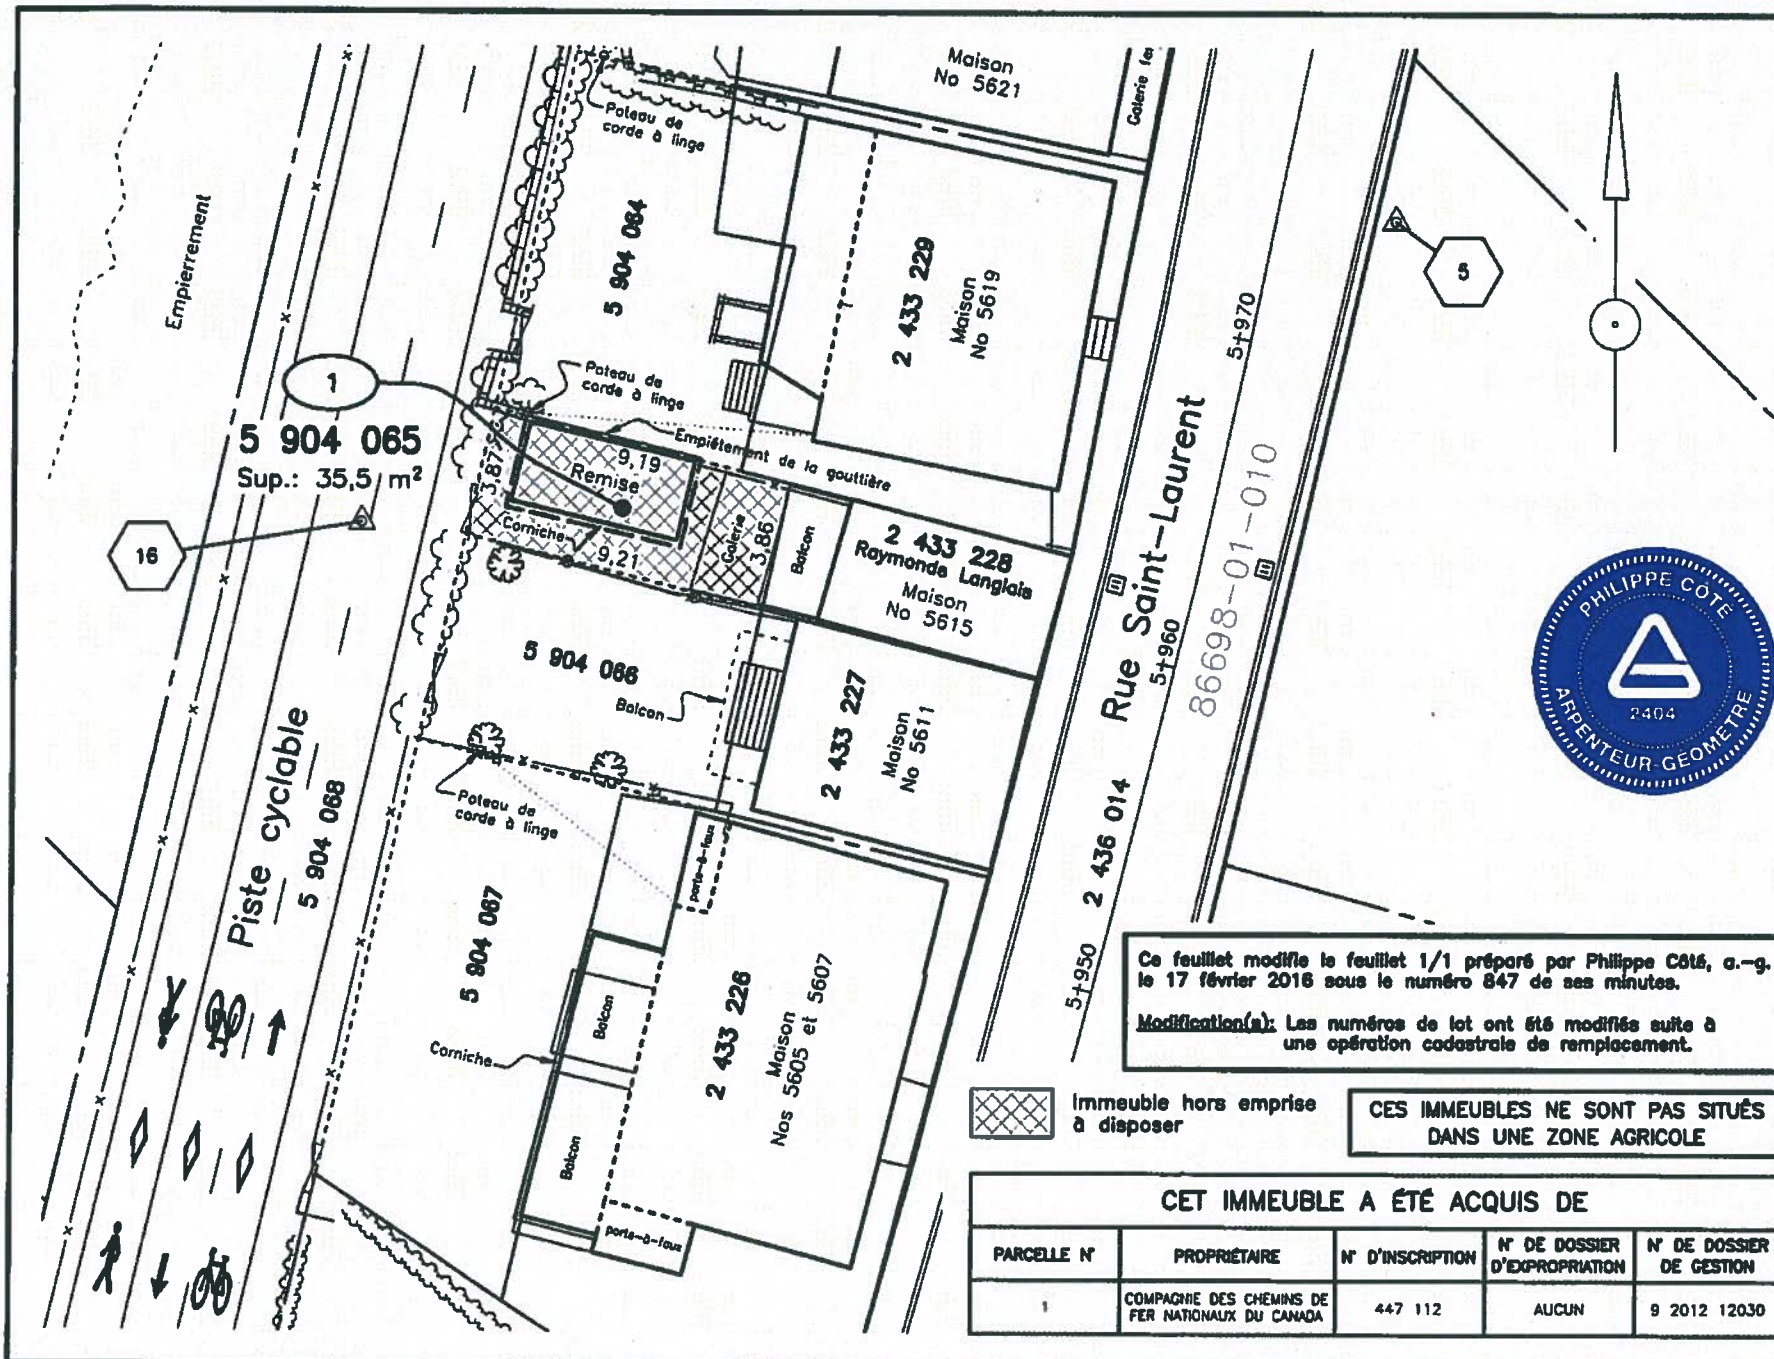 Maison
No 5621
Galerie
Poteau de
corde à linge
Empierrement
5 904 064
2 433 229
Maison
No 5619
5+970
5
1
5 904 065
Sup.: 35,5 m²
Poteau de
corde à linge
Empiétement de la gouttière
3,87
9,19
Remise
Corniche
9,21
Galerie
3,86
Balcon
2 433 228
Raymonde Langlais
Maison
No 5615
16
Rue Saint-Laurent
5+960
86698-01-010
PHILIPPE CÔTÉ
2404
ARPENTEUR-GÉOMÈTRE
5 904 066
Balcon
2 433 227
Maison
No 5611
2 436 014
Piste cyclable
5 904 068
Poteau de
corde à linge
porte-à-faux
5 904 067
Corniche
Balcon
Balcon
2 433 226
Maison
Nos 5605 et 5607
porte-à-faux
5+950
Ce feuillet modifie le feuillet 1/1 préparé par Philippe Côté, a.-g.
le 17 février 2016 sous le numéro 847 de ses minutes.
Modification(s): Les numéros de lot ont été modifiés suite à
une opération cadastrale de remplacement.
Immeuble hors emprise
à disposer
CES IMMEUBLES NE SONT PAS SITUÉS
DANS UNE ZONE AGRICOLE
CET IMMEUBLE A ÉTÉ ACQUIS DE
PARCELLE N°
PROPRIÉTAIRE
N° D'INSCRIPTION
N° DE DOSSIER
D'EXPROPRIATION
N° DE DOSSIER
DE GESTION
1
COMPAGNIE DES CHEMINS DE
FER NATIONAUX DU CANADA
447 112
AUCUN
9 2012 12030